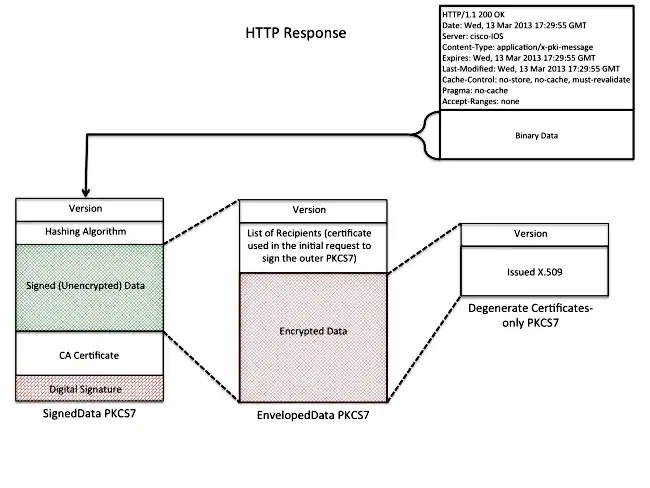 HTTP Response
HTTP/1.1 200 OK
Date: Wed, 13 Mar 2013 17:29:55 GMT
Server: cisco-IOS
Content-Type: application/x-pki-message
Expires: Wed, 13 Mar 2013 17:29:55 GMT
Last-Modified: Wed, 13 Mar 2013 17:29:55 GMT
Cache-Control: no-store, no-cache, must-revalidate
Pragma: no-cache
Accept-Ranges: none
Binary Data
Version
Hashing Algorithm
Signed (Unencrypted) Data
CA Certificate
Digital Signature
SignedData PKCS7
Version
List of Recipients (certificate
used in the initial request to
sign the outer PKCS7)
Encrypted Data
EnvelopedData PKCS7
Version
Issued X.509
Degenerate Certificates-
only PKCS7